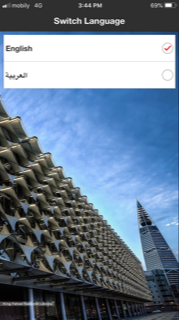 mobily 4G 3:44 PM 69%
Switch Language
English
العربية